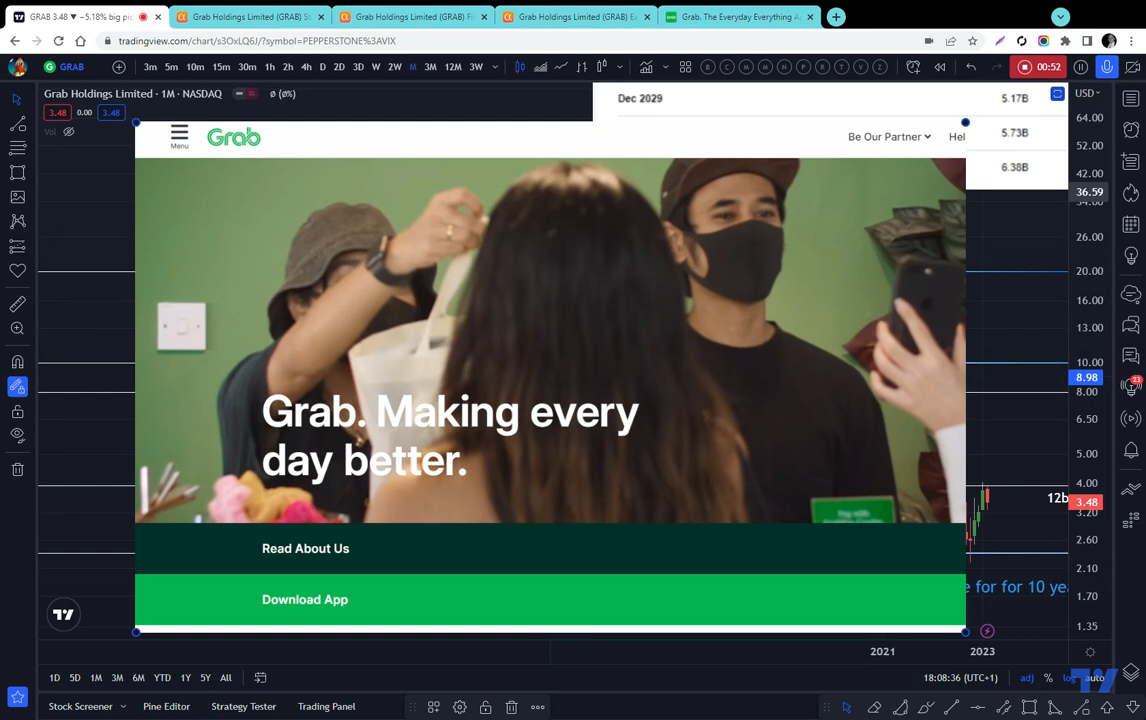 GRAB 3.48 ▼ −5.18% big pic
Grab Holdings Limited (GRAB) St
Grab Holdings Limited (GRAB) Fi
Grab Holdings Limited (GRAB) Ea
Grab. The Everyday Everything A
tradingview.com/chart/s3OxLQ6J/?symbol=PEPPERSTONE%3AVIX
GRAB
3m 5m 10m 15m 30m 1h 2h 4h D 2D 3D W 2W M 3M 12M 3W
B C M M N P R T V Z
00:52
Grab Holdings Limited · 1M · NASDAQ
Ø (Ø%)
3.48 0.00 3.48
Vol
Dec 2029 5.17B
5.73B
6.38B
USD
64.00
52.00
42.00
36.59
34.00
26.00
20.00
16.00
13.00
10.00
8.98
8.00
6.50
5.00
4.00
3.48
3.20
2.60
2.10
1.70
1.35
23
Menu
Grab
Be Our Partner
Hel
Grab. Making every
day better.
Read About Us
Download App
12b
e for for 10 yea
2021 2023
1D 5D 1M 3M 6M YTD 1Y 5Y All
18:08:36 (UTC+1)
adj % log auto
Stock Screener Pine Editor Strategy Tester Trading Panel